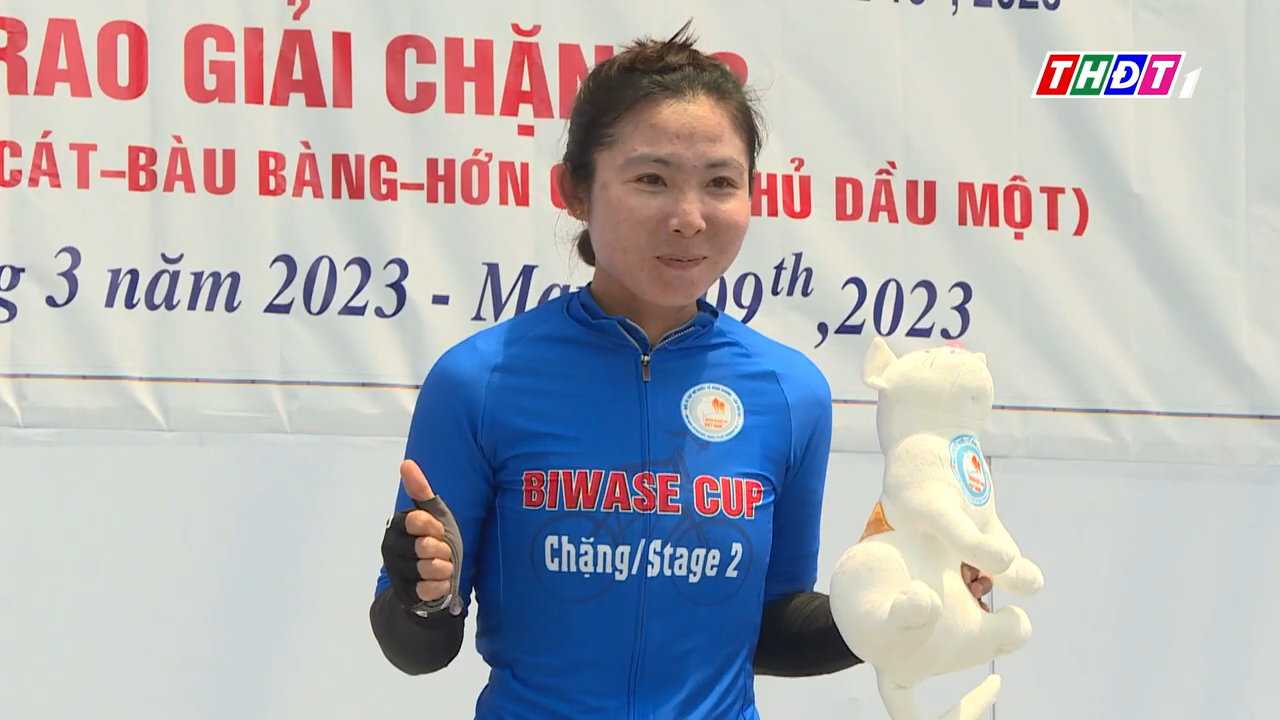 THĐT1
RAO GIẢI CHẶN
CÁT–BÀU BÀNG–HỚN HỦ DẦU MỘT)
3 năm 2023 - Ma 09th,2023
BIWASE CUP
Chặng/Stage 2